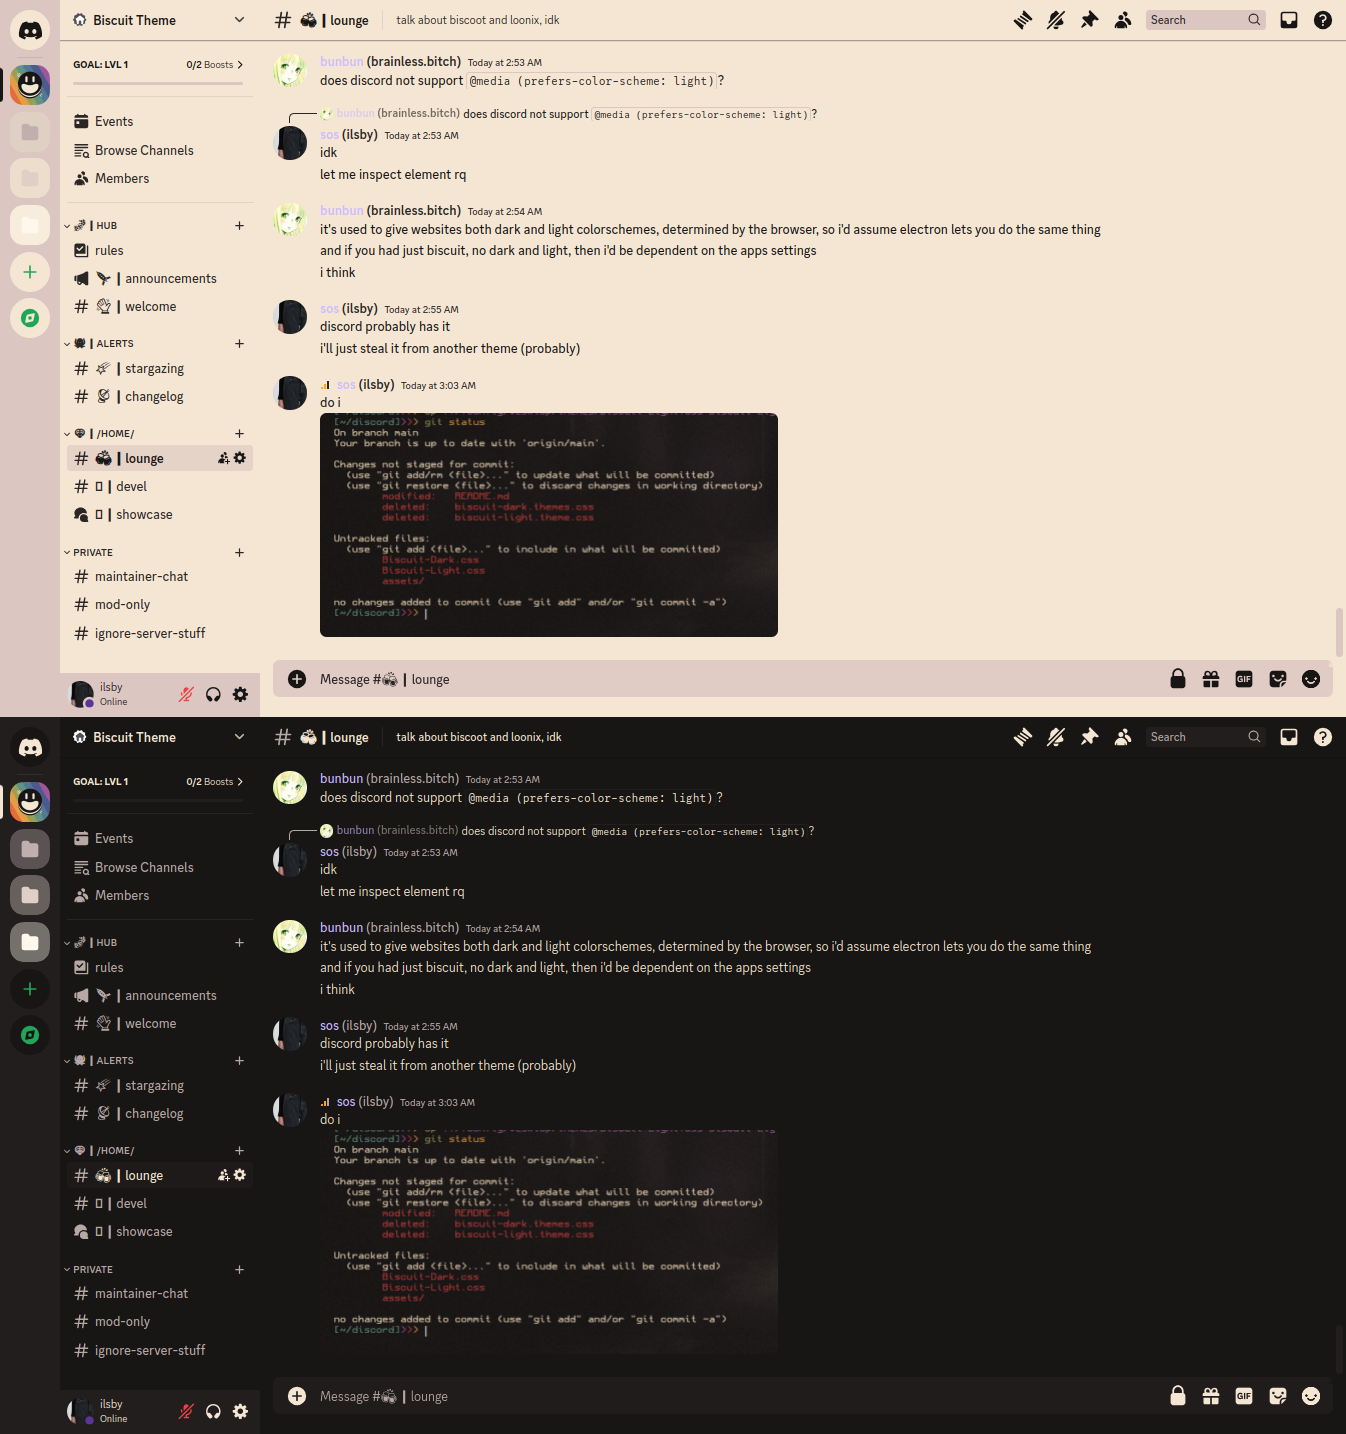 Biscuit Theme
GOAL: LVL 1 0/2 Boosts
Events
Browse Channels
Members
| HUB
rules
| announcements
| welcome
| ALERTS
# | stargazing
# | changelog
| /HOME/
# | lounge
# | devel
| showcase
PRIVATE
# maintainer-chat
# mod-only
# ignore-server-stuff
ilsby
Online
# | lounge talk about biscoot and loonix, idk Search
bunbun (brainless.bitch) Today at 2:53 AM
does discord not support @media (prefers-color-scheme: light)?
bunbun (brainless.bitch) does discord not support @media (prefers-color-scheme: light)?
sos (ilsby) Today at 2:53 AM
idk
let me inspect element rq
bunbun (brainless.bitch) Today at 2:54 AM
it's used to give websites both dark and light colorschemes, determined by the browser, so i'd assume electron lets you do the same thing
and if you had just biscuit, no dark and light, then i'd be dependent on the apps settings
i think
sos (ilsby) Today at 2:55 AM
discord probably has it
i'll just steal it from another theme (probably)
sos (ilsby) Today at 3:03 AM
do i
[~/discord]>>> git status
On branch main
Your branch is up to date with 'origin/main'.
Changes not staged for commit:
(use "git add/rm <file>..." to update what will be committed)
(use "git restore <file>..." to discard changes in working directory)
modified: README.md
deleted: biscuit-dark.themes.css
deleted: biscuit-light.theme.css
Untracked files:
(use "git add <file>..." to include in what will be committed)
Biscuit-Dark.css
Biscuit-Light.css
assets/
no changes added to commit (use "git add" and/or "git commit -a")
[~/discord]>>>
Message # | lounge
GIF
Biscuit Theme
GOAL: LVL 1 0/2 Boosts
Events
Browse Channels
Members
| HUB
rules
| announcements
# | welcome
| ALERTS
# | stargazing
# | changelog
| /HOME/
# | lounge
# | devel
| showcase
PRIVATE
# maintainer-chat
# mod-only
# ignore-server-stuff
ilsby
Online
# | lounge talk about biscoot and loonix, idk Search
bunbun (brainless.bitch) Today at 2:53 AM
does discord not support @media (prefers-color-scheme: light)?
bunbun (brainless.bitch) does discord not support @media (prefers-color-scheme: light)?
sos (ilsby) Today at 2:53 AM
idk
let me inspect element rq
bunbun (brainless.bitch) Today at 2:54 AM
it's used to give websites both dark and light colorschemes, determined by the browser, so i'd assume electron lets you do the same thing
and if you had just biscuit, no dark and light, then i'd be dependent on the apps settings
i think
sos (ilsby) Today at 2:55 AM
discord probably has it
i'll just steal it from another theme (probably)
sos (ilsby) Today at 3:03 AM
do i
[~/discord]>>> git status
On branch main
Your branch is up to date with 'origin/main'.
Changes not staged for commit:
(use "git add/rm <file>..." to update what will be committed)
(use "git restore <file>..." to discard changes in working directory)
modified: README.md
deleted: biscuit-dark.themes.css
deleted: biscuit-light.theme.css
Untracked files:
(use "git add <file>..." to include in what will be committed)
Biscuit-Dark.css
Biscuit-Light.css
assets/
no changes added to commit (use "git add" and/or "git commit -a")
[~/discord]>>>
Message # | lounge
GIF